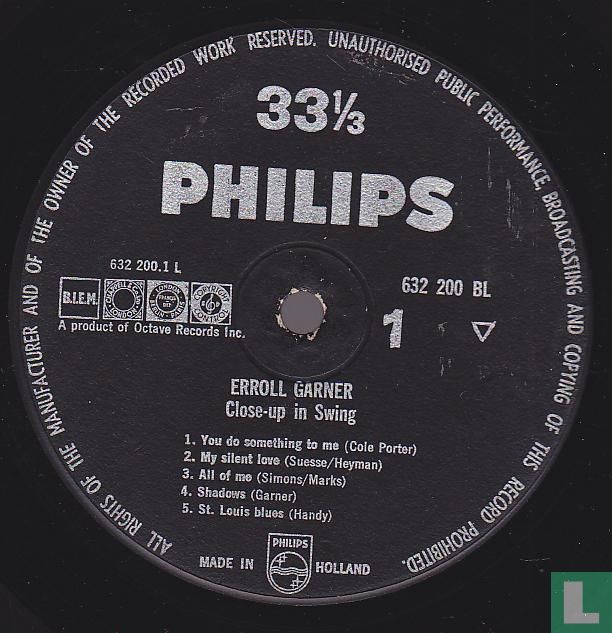 ALL RIGHTS OF THE MANUFACTURER AND OF THE OWNER OF THE RECORDED WORK RESERVED. UNAUTHORISED PUBLIC PERFORMANCE, BROADCASTING AND COPYING OF THIS RECORD PROHIBITED.
33⅓
PHILIPS
632 200.1 L
632 200 BL
B.I.E.M.
A product of Octave Records Inc.
1
ERROLL GARNER
Close-up in Swing
1. You do something to me (Cole Porter)
2. My silent love (Suesse/Heyman)
3. All of me (Simons/Marks)
4. Shadows (Garner)
5. St. Louis blues (Handy)
PHILIPS
MADE IN HOLLAND
L